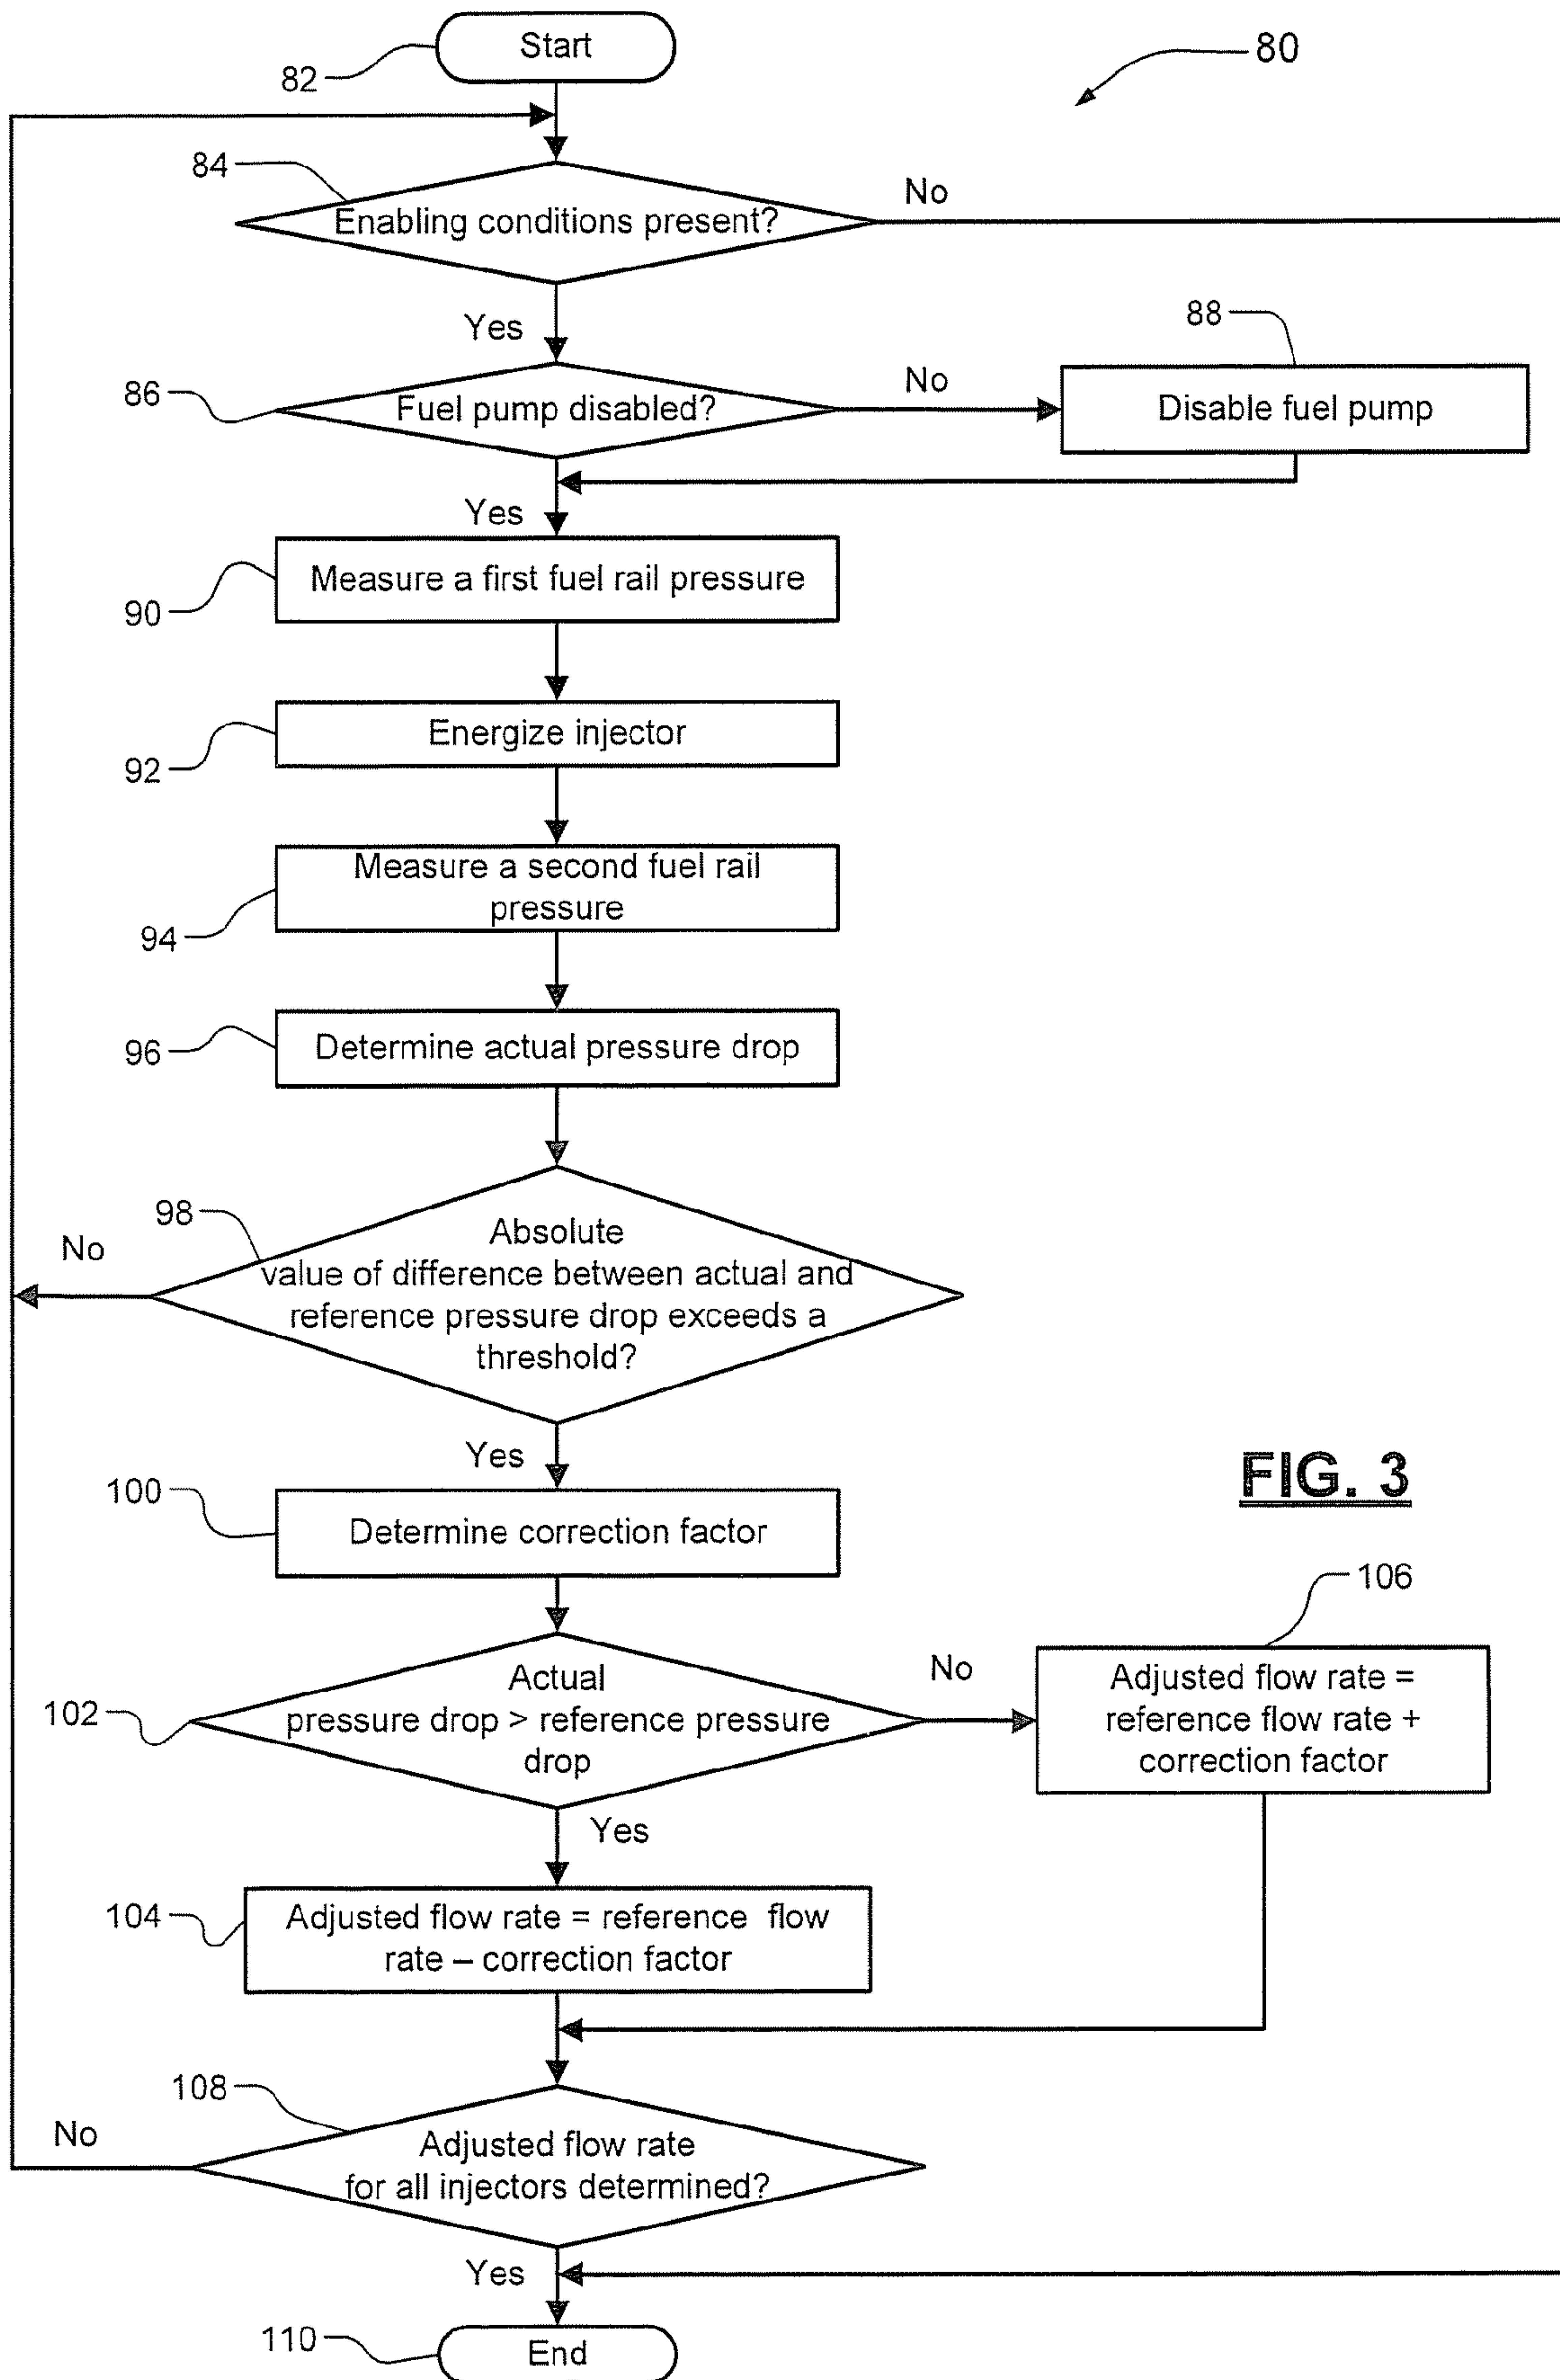 Start
80
82
84
Enabling conditions present?
No
Yes
88
86
Fuel pump disabled?
No
Disable fuel pump
Yes
Measure a first fuel rail pressure
90
Energize injector
92
Measure a second fuel rail
pressure
94
Determine actual pressure drop
96
98
No
Absolute
value of difference between actual and
reference pressure drop exceeds a
threshold?
Yes
FIG. 3
100
Determine correction factor
106
102
Actual
pressure drop > reference pressure
drop
No
Adjusted flow rate =
reference flow rate +
correction factor
Yes
104
Adjusted flow rate = reference flow
rate – correction factor
108
No
Adjusted flow rate
for all injectors determined?
Yes
110
End